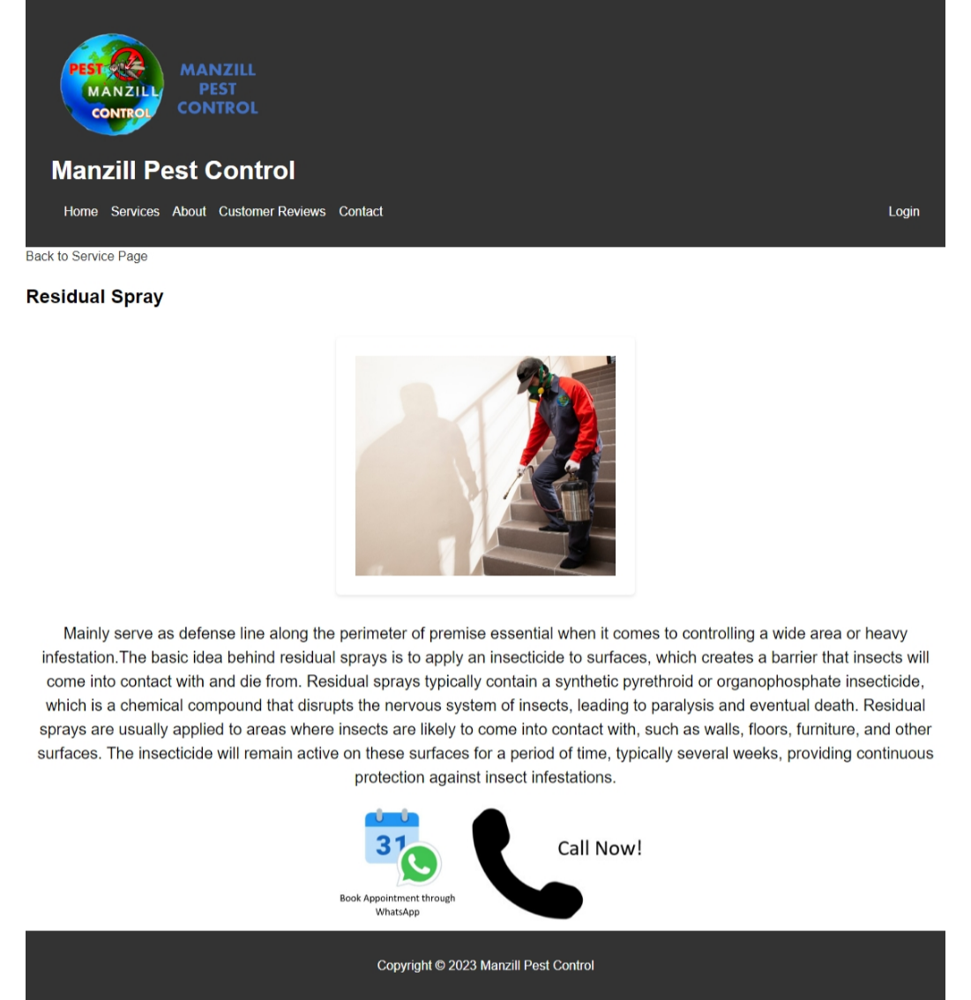 PEST
MANZILL
CONTROL
MANZILL
PEST
CONTROL
Manzill Pest Control
Home Services About Customer Reviews Contact Login
Back to Service Page
Residual Spray
Mainly serve as defense line along the perimeter of premise essential when it comes to controlling a wide area or heavy
infestation.The basic idea behind residual sprays is to apply an insecticide to surfaces, which creates a barrier that insects will
come into contact with and die from. Residual sprays typically contain a synthetic pyrethroid or organophosphate insecticide,
which is a chemical compound that disrupts the nervous system of insects, leading to paralysis and eventual death. Residual
sprays are usually applied to areas where insects are likely to come into contact with, such as walls, floors, furniture, and other
surfaces. The insecticide will remain active on these surfaces for a period of time, typically several weeks, providing continuous
protection against insect infestations.
31
Book Appointment through
WhatsApp
Call Now!
Copyright © 2023 Manzill Pest Control